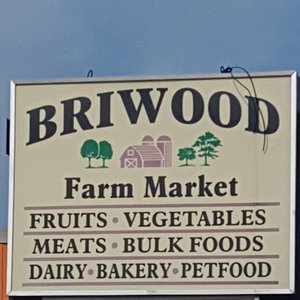 BRIWOOD
Farm Market
FRUITS • VEGETABLES
MEATS • BULK FOODS
DAIRY • BAKERY • PETFOOD